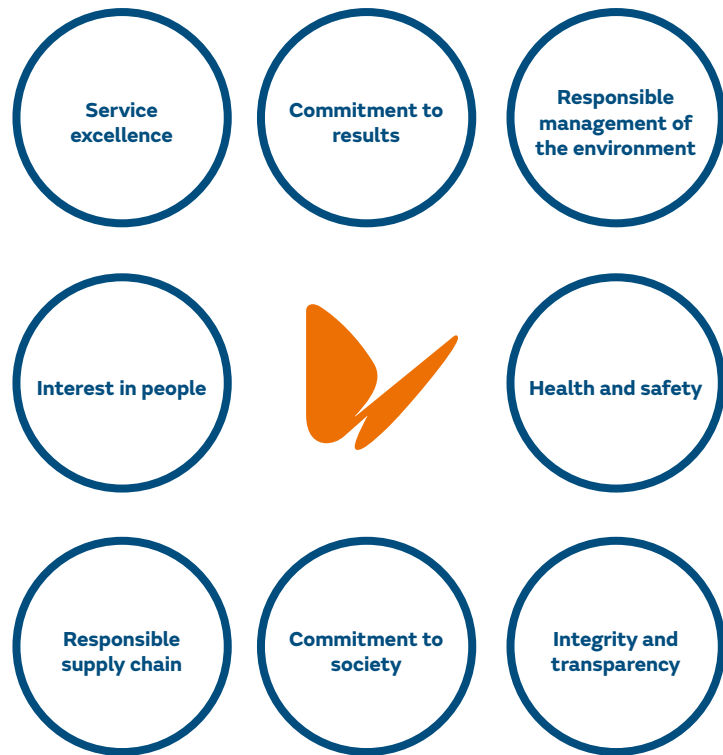 Service
excellence
Commitment to
results
Responsible
management of
the environment
Interest in people
Health and safety
Responsible
supply chain
Commitment to
society
Integrity and
transparency